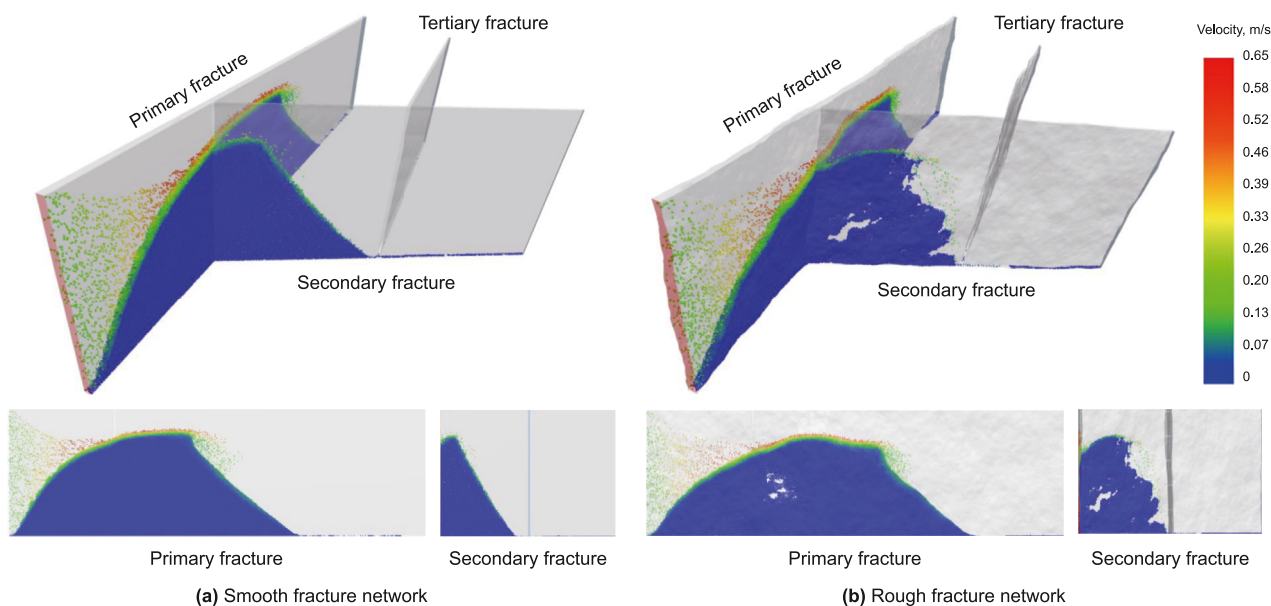 Tertiary fracture
Primary fracture
Secondary fracture
Tertiary fracture
Primary fracture
Secondary fracture
Velocity, m/s
0.65
0.58
0.52
0.46
0.39
0.33
0.26
0.20
0.13
0.07
0
Primary fracture
Secondary fracture
Primary fracture
Secondary fracture
(a) Smooth fracture network
(b) Rough fracture network